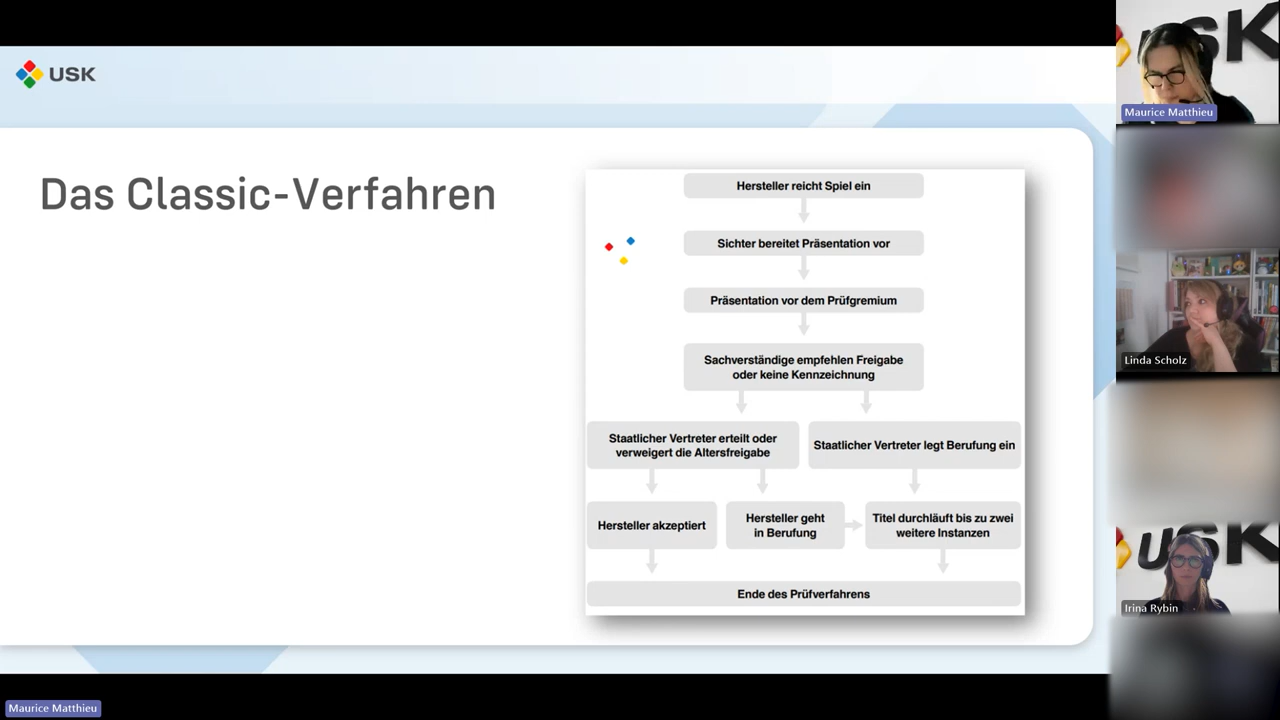 USK
Das Classic-Verfahren
Hersteller reicht Spiel ein
Sichter bereitet Präsentation vor
Präsentation vor dem Prüfgremium
Sachverständige empfehlen Freigabe
oder keine Kennzeichnung
Staatlicher Vertreter erteilt oder
verweigert die Altersfreigabe
Staatlicher Vertreter legt Berufung ein
Hersteller akzeptiert
Hersteller geht
in Berufung
Titel durchläuft bis zu zwei
weitere Instanzen
Ende des Prüfverfahrens
Maurice Matthieu
Linda Scholz
USK
Irina Rybin
Maurice Matthieu